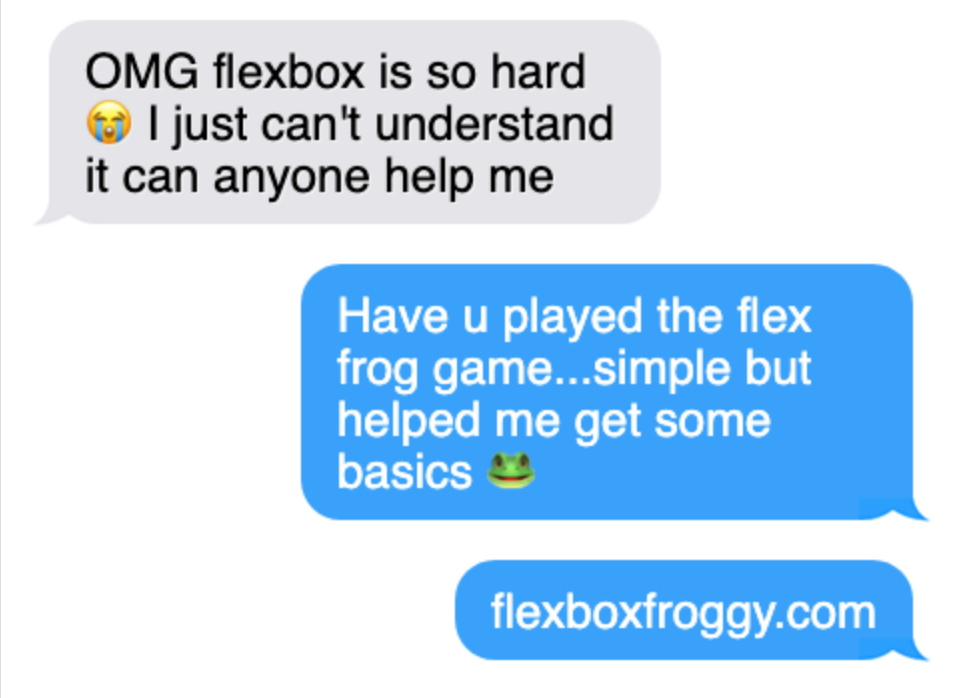 OMG flexbox is so hard
😭 I just can't understand
it can anyone help me
Have u played the flex
frog game...simple but
helped me get some
basics 🐸
flexboxfroggy.com